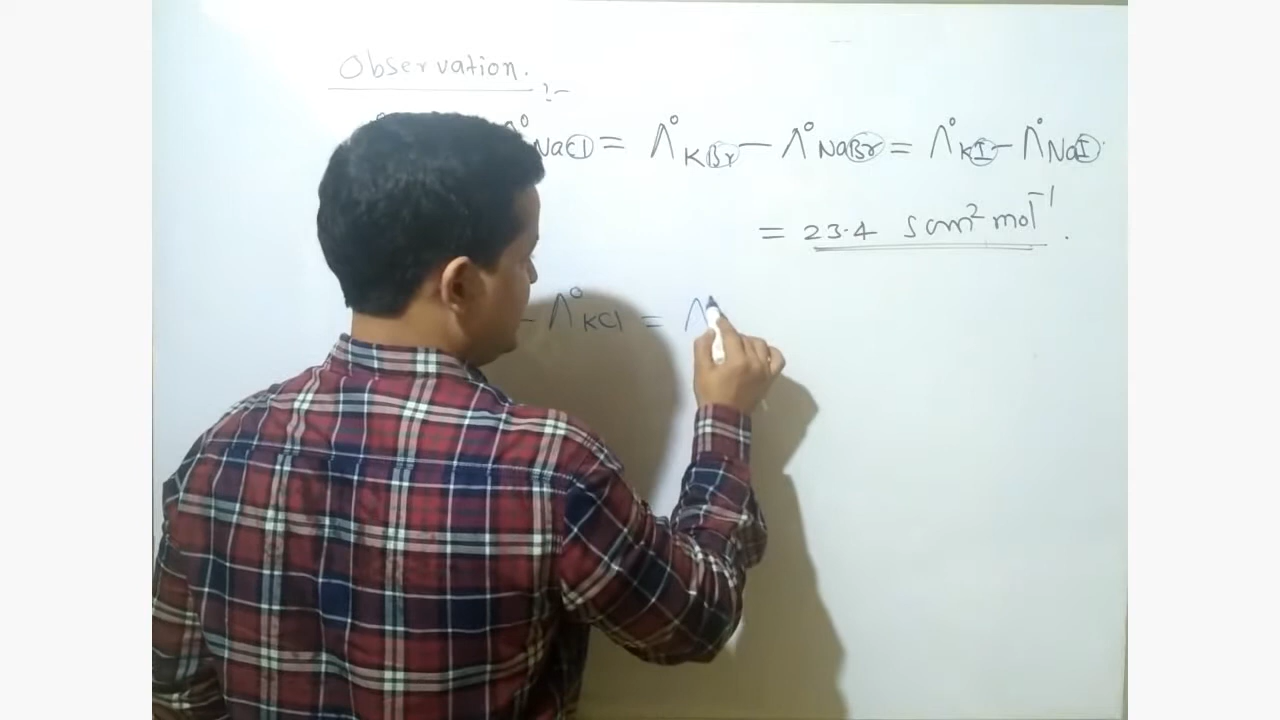 Observation. :-
Λ° NaCl = Λ° KBr - Λ° NaBr = Λ° KI - Λ° NaI.
= 23.4 S cm² mol⁻¹.
- Λ° KCl = Λ